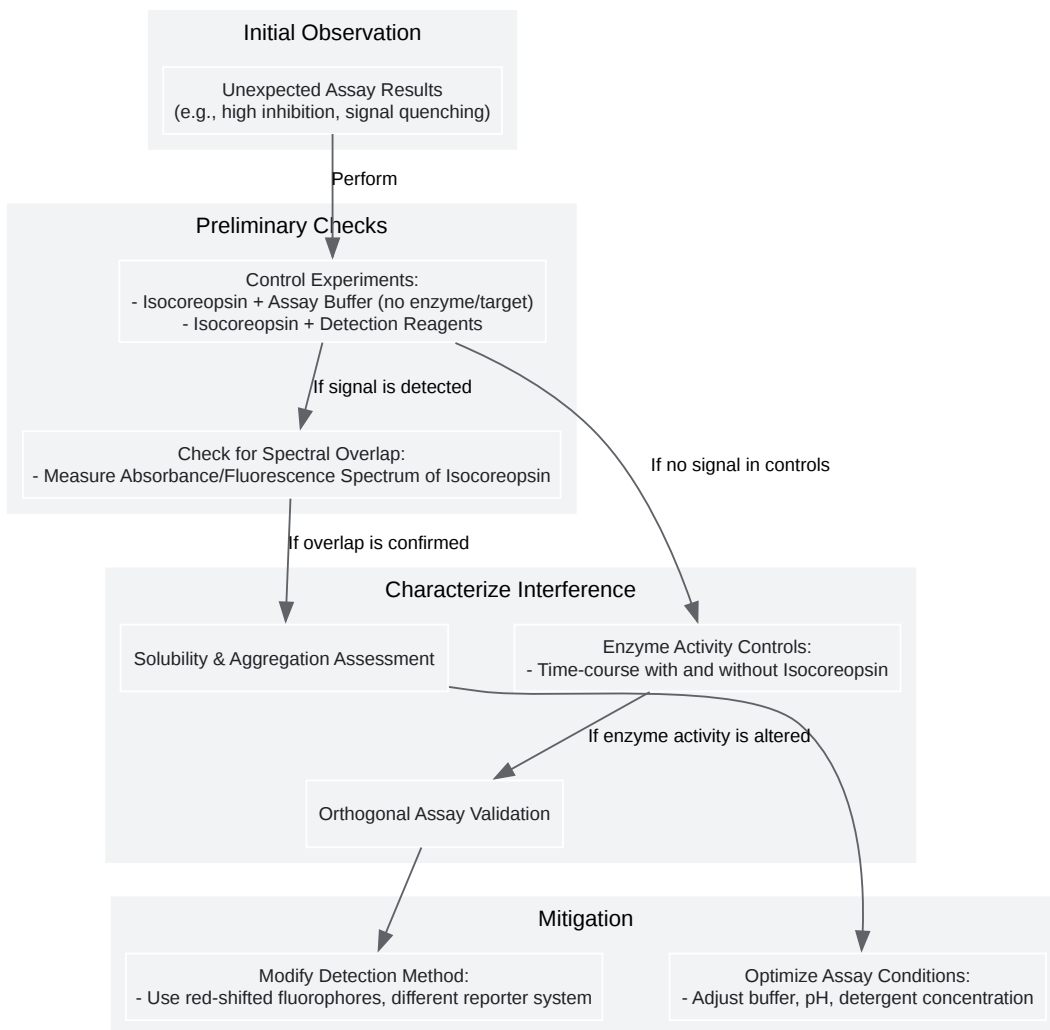 Initial Observation
Unexpected Assay Results
(e.g., high inhibition, signal quenching)
Perform
Preliminary Checks
Control Experiments:
- Isocoreopsin + Assay Buffer (no enzyme/target)
- Isocoreopsin + Detection Reagents
If signal is detected
Check for Spectral Overlap:
- Measure Absorbance/Fluorescence Spectrum of Isocoreopsin
If no signal in controls
If overlap is confirmed
Characterize Interference
Solubility & Aggregation Assessment
Enzyme Activity Controls:
- Time-course with and without Isocoreopsin
If enzyme activity is altered
Orthogonal Assay Validation
Mitigation
Modify Detection Method:
- Use red-shifted fluorophores, different reporter system
Optimize Assay Conditions:
- Adjust buffer, pH, detergent concentration